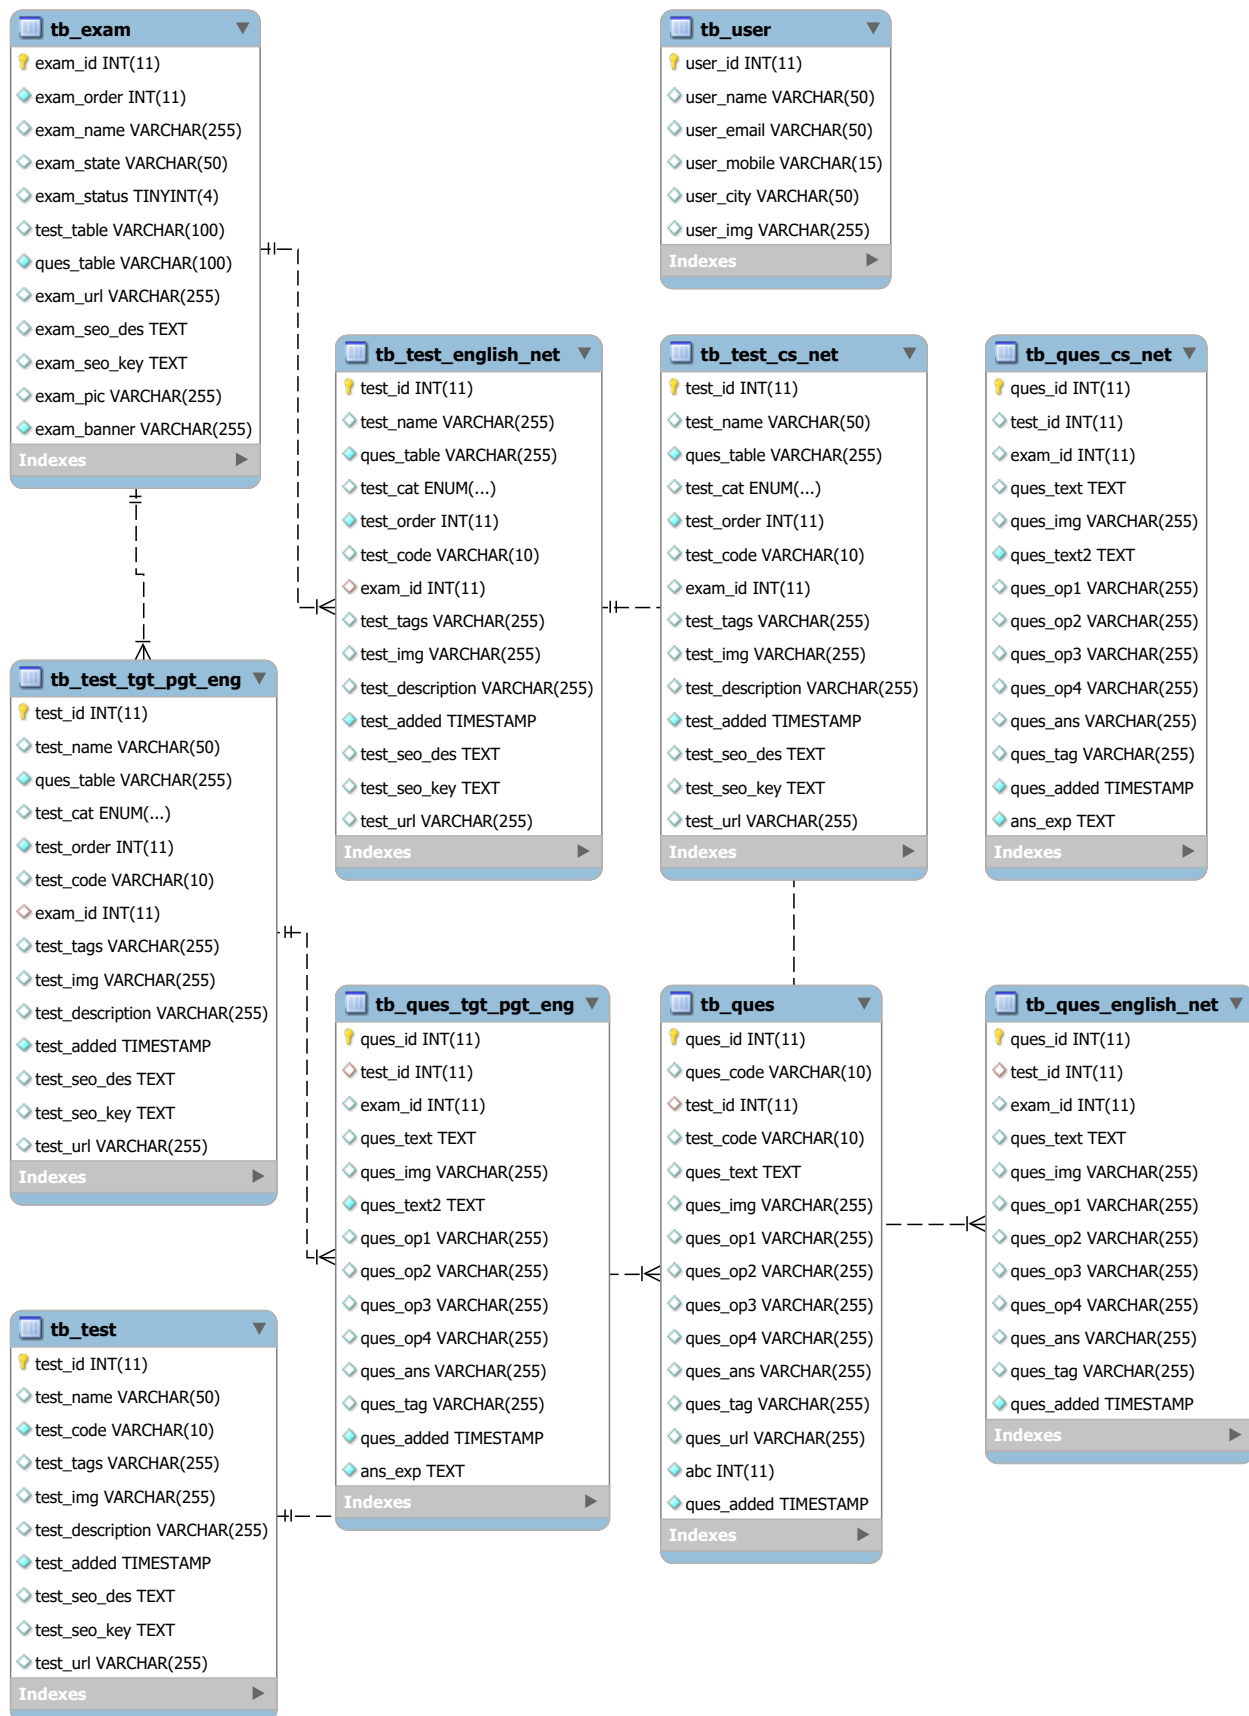 tb_exam
exam_id INT(11)
exam_order INT(11)
exam_name VARCHAR(255)
exam_state VARCHAR(50)
exam_status TINYINT(4)
test_table VARCHAR(100)
ques_table VARCHAR(100)
exam_url VARCHAR(255)
exam_seo_des TEXT
exam_seo_key TEXT
exam_pic VARCHAR(255)
exam_banner VARCHAR(255)
Indexes
tb_user
user_id INT(11)
user_name VARCHAR(50)
user_email VARCHAR(50)
user_mobile VARCHAR(15)
user_city VARCHAR(50)
user_img VARCHAR(255)
Indexes
tb_test_english_net
test_id INT(11)
test_name VARCHAR(255)
ques_table VARCHAR(255)
test_cat ENUM(...)
test_order INT(11)
test_code VARCHAR(10)
exam_id INT(11)
test_tags VARCHAR(255)
test_img VARCHAR(255)
test_description VARCHAR(255)
test_added TIMESTAMP
test_seo_des TEXT
test_seo_key TEXT
test_url VARCHAR(255)
Indexes
tb_test_cs_net
test_id INT(11)
test_name VARCHAR(50)
ques_table VARCHAR(255)
test_cat ENUM(...)
test_order INT(11)
test_code VARCHAR(10)
exam_id INT(11)
test_tags VARCHAR(255)
test_img VARCHAR(255)
test_description VARCHAR(255)
test_added TIMESTAMP
test_seo_des TEXT
test_seo_key TEXT
test_url VARCHAR(255)
Indexes
tb_ques_cs_net
ques_id INT(11)
test_id INT(11)
exam_id INT(11)
ques_text TEXT
ques_img VARCHAR(255)
ques_text2 TEXT
ques_op1 VARCHAR(255)
ques_op2 VARCHAR(255)
ques_op3 VARCHAR(255)
ques_op4 VARCHAR(255)
ques_ans VARCHAR(255)
ques_tag VARCHAR(255)
ques_added TIMESTAMP
ans_exp TEXT
Indexes
tb_test_tgt_pgt_eng
test_id INT(11)
test_name VARCHAR(50)
ques_table VARCHAR(255)
test_cat ENUM(...)
test_order INT(11)
test_code VARCHAR(10)
exam_id INT(11)
test_tags VARCHAR(255)
test_img VARCHAR(255)
test_description VARCHAR(255)
test_added TIMESTAMP
test_seo_des TEXT
test_seo_key TEXT
test_url VARCHAR(255)
Indexes
tb_ques_tgt_pgt_eng
ques_id INT(11)
test_id INT(11)
exam_id INT(11)
ques_text TEXT
ques_img VARCHAR(255)
ques_text2 TEXT
ques_op1 VARCHAR(255)
ques_op2 VARCHAR(255)
ques_op3 VARCHAR(255)
ques_op4 VARCHAR(255)
ques_ans VARCHAR(255)
ques_tag VARCHAR(255)
ques_added TIMESTAMP
ans_exp TEXT
Indexes
tb_ques
ques_id INT(11)
ques_code VARCHAR(10)
test_id INT(11)
test_code VARCHAR(10)
ques_text TEXT
ques_img VARCHAR(255)
ques_op1 VARCHAR(255)
ques_op2 VARCHAR(255)
ques_op3 VARCHAR(255)
ques_op4 VARCHAR(255)
ques_ans VARCHAR(255)
ques_tag VARCHAR(255)
ques_url VARCHAR(255)
abc INT(11)
ques_added TIMESTAMP
Indexes
tb_ques_english_net
ques_id INT(11)
test_id INT(11)
exam_id INT(11)
ques_text TEXT
ques_img VARCHAR(255)
ques_op1 VARCHAR(255)
ques_op2 VARCHAR(255)
ques_op3 VARCHAR(255)
ques_op4 VARCHAR(255)
ques_ans VARCHAR(255)
ques_tag VARCHAR(255)
ques_added TIMESTAMP
Indexes
tb_test
test_id INT(11)
test_name VARCHAR(50)
test_code VARCHAR(10)
test_tags VARCHAR(255)
test_img VARCHAR(255)
test_description VARCHAR(255)
test_added TIMESTAMP
test_seo_des TEXT
test_seo_key TEXT
test_url VARCHAR(255)
Indexes